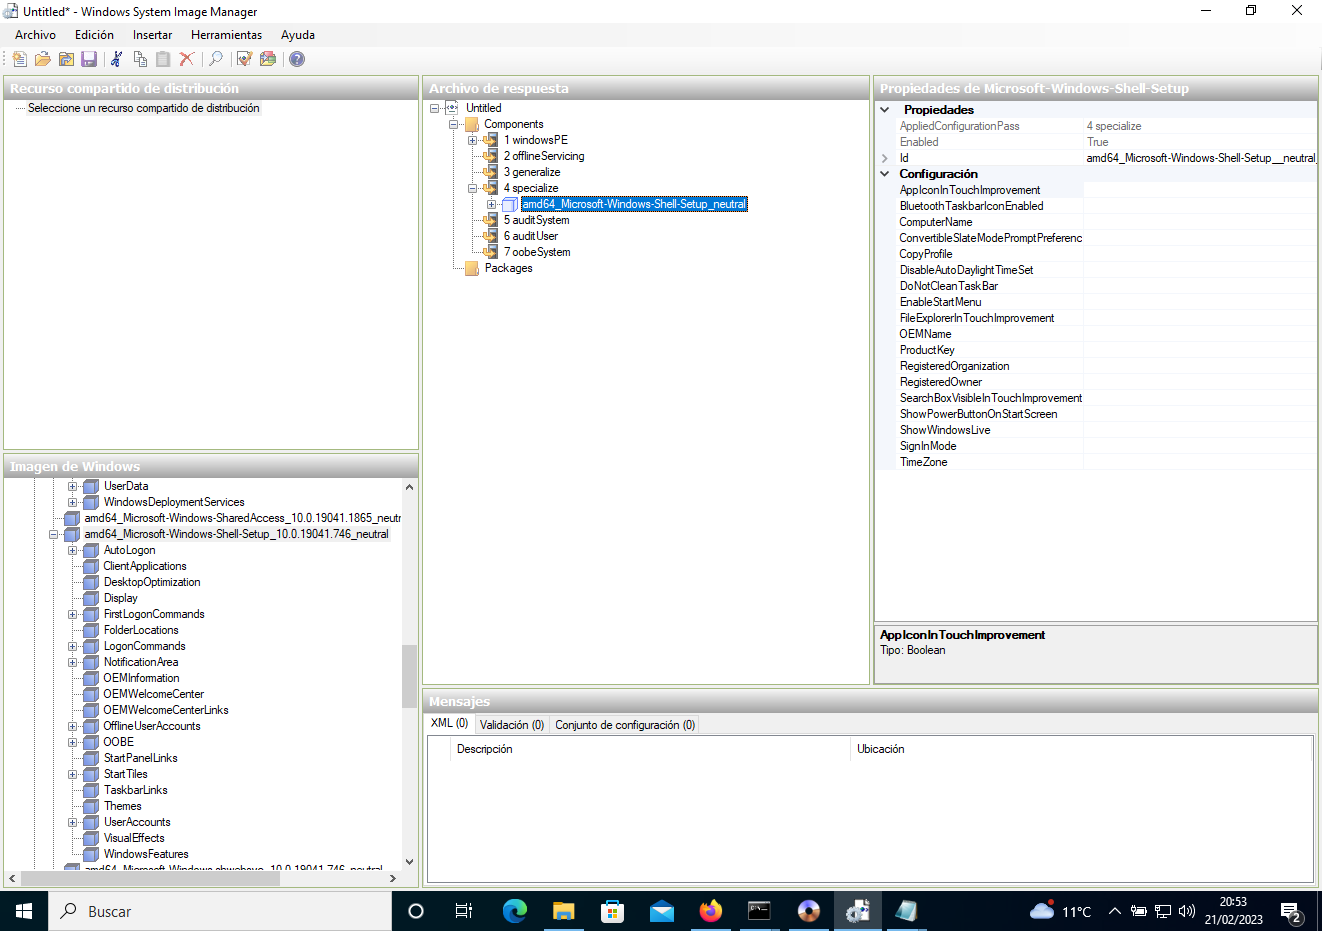 Untitled* - Windows System Image Manager
Archivo Edición Insertar Herramientas Ayuda
Recurso compartido de distribución
Seleccione un recurso compartido de distribución
Archivo de respuesta
Untitled
Components
1 windowsPE
2 offlineServicing
3 generalize
4 specialize
amd64_Microsoft-Windows-Shell-Setup_neutral
5 auditSystem
6 auditUser
7 oobeSystem
Packages
Propiedades de Microsoft-Windows-Shell-Setup
Propiedades
AppliedConfigurationPass 4 specialize
Enabled True
Id amd64_Microsoft-Windows-Shell-Setup__neutral_
Configuración
AppIconInTouchImprovement
BluetoothTaskbarIconEnabled
ComputerName
ConvertibleSlateModePromptPreferenc
CopyProfile
DisableAutoDaylightTimeSet
DoNotCleanTaskBar
EnableStartMenu
FileExplorerInTouchImprovement
OEMName
ProductKey
RegisteredOrganization
RegisteredOwner
SearchBoxVisibleInTouchImprovement
ShowPowerButtonOnStartScreen
ShowWindowsLive
SignInMode
TimeZone
AppIconInTouchImprovement
Tipo: Boolean
Imagen de Windows
UserData
WindowsDeploymentServices
amd64_Microsoft-Windows-SharedAccess_10.0.19041.1865_neutr
amd64_Microsoft-Windows-Shell-Setup_10.0.19041.746_neutral
AutoLogon
ClientApplications
DesktopOptimization
Display
FirstLogonCommands
FolderLocations
LogonCommands
NotificationArea
OEMInformation
OEMWelcomeCenter
OEMWelcomeCenterLinks
OfflineUserAccounts
OOBE
StartPanelLinks
StartTiles
TaskbarLinks
Themes
UserAccounts
VisualEffects
WindowsFeatures
Mensajes
XML (0) Validación (0) Conjunto de configuración (0)
Descripción Ubicación
Buscar
11°C
20:53
21/02/2023
2